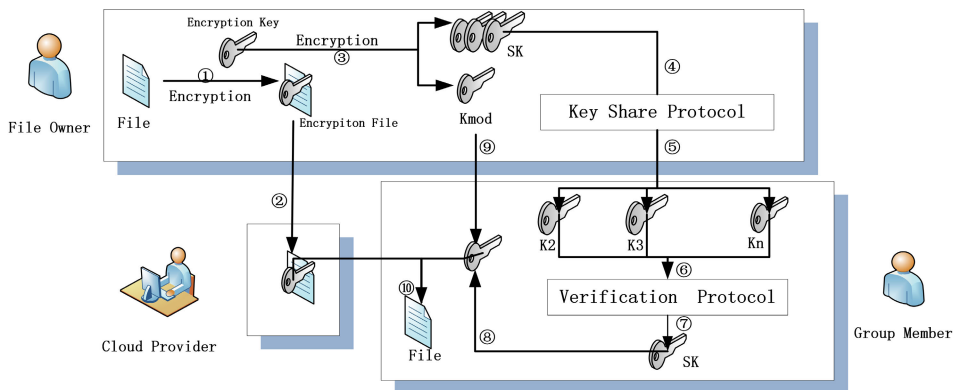 Encryption Key
Encryption
③
SK
①
Encryption
④
File Owner
File
Encrypiton File
Kmod
Key Share Protocol
⑨
⑤
②
K2
K3
Kn
⑥
Verification Protocol
⑩
⑦
⑧
Cloud Provider
File
SK
Group Member